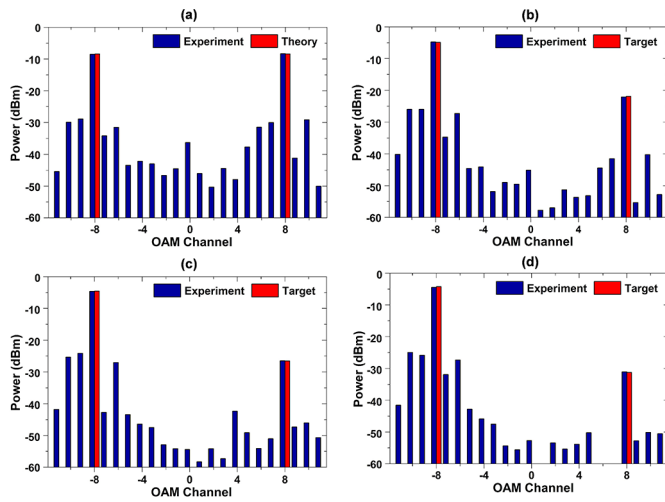 (a)
Experiment Theory
0
-10
-20
-30
-40
-50
-60
Power (dBm)
-8 -4 0 4 8
OAM Channel
(b)
Experiment Target
0
-10
-20
-30
-40
-50
-60
Power (dBm)
-8 -4 0 4 8
OAM Channel
(c)
Experiment Target
0
-10
-20
-30
-40
-50
-60
Power (dBm)
-8 -4 0 4 8
OAM Channel
(d)
Experiment Target
0
-10
-20
-30
-40
-50
-60
Power (dBm)
-8 -4 0 4 8
OAM Channel